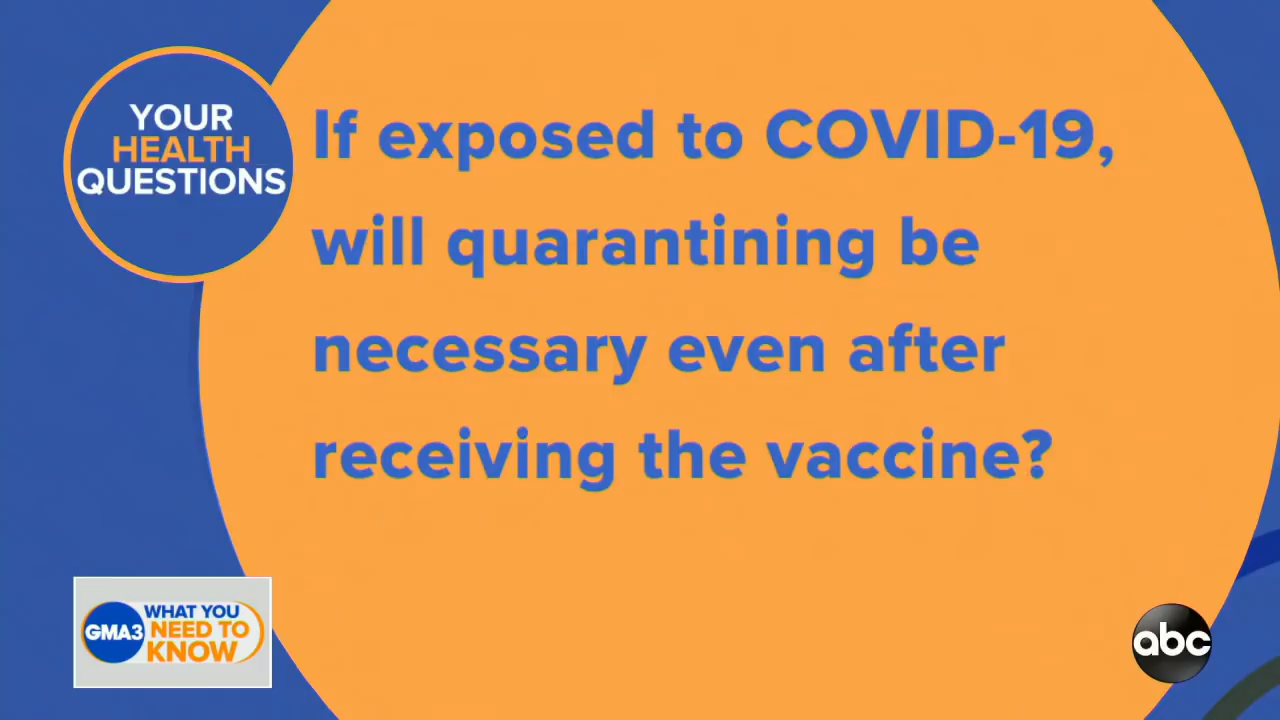 YOUR
HEALTH
QUESTIONS
If exposed to COVID-19,
will quarantining be
necessary even after
receiving the vaccine?
GMA3
WHAT YOU
NEED TO
KNOW
abc